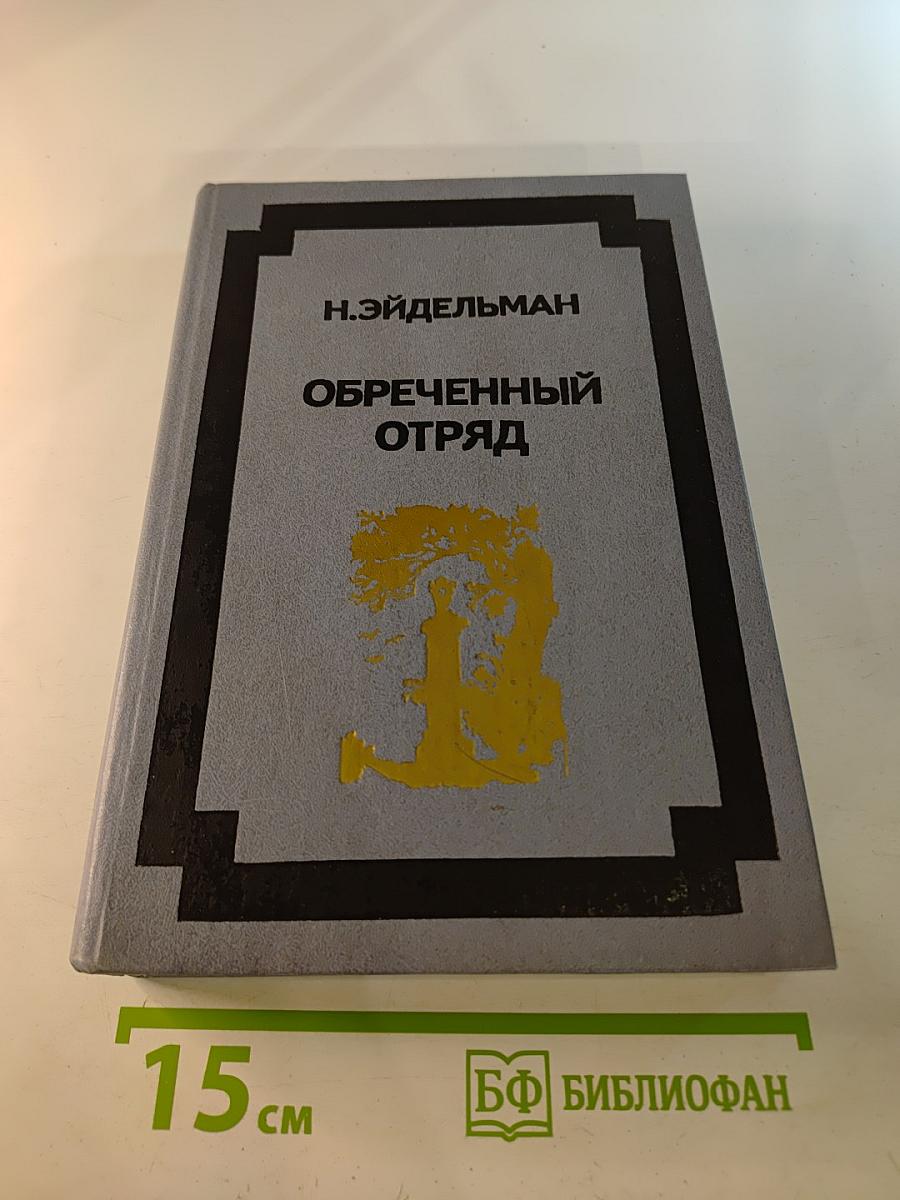 Н.ЭЙДЕЛЬМАН
ОБРЕЧЕННЫЙ
ОТРЯД
15 см
БФ БИБЛИОФАН